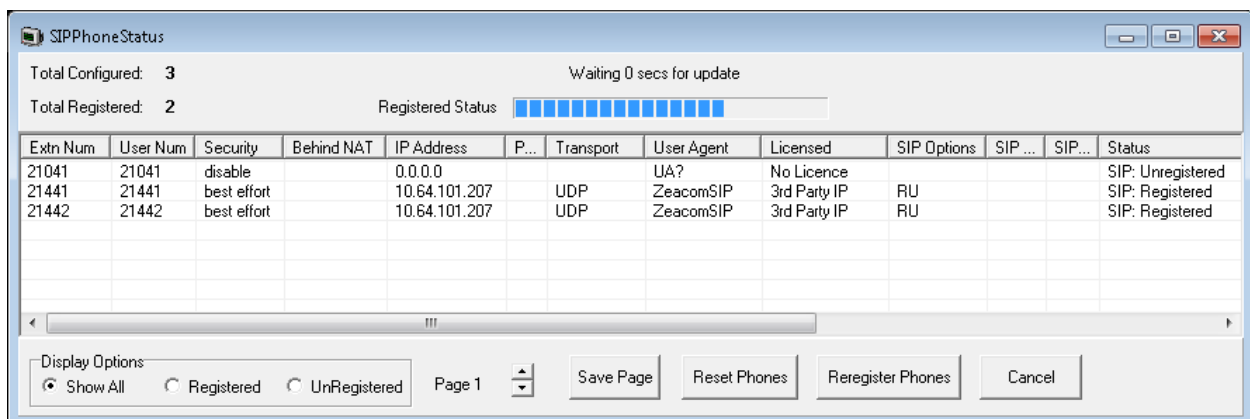 SIPPhoneStatus
Total Configured: 3 Waiting 0 secs for update
Total Registered: 2 Registered Status
Extn Num User Num Security Behind NAT IP Address P... Transport User Agent Licensed SIP Options SIP ... SIP... Status
21041 21041 disable 0.0.0.0 UA? No Licence SIP: Unregistered
21441 21441 best effort 10.64.101.207 UDP ZeacomSIP 3rd Party IP RU SIP: Registered
21442 21442 best effort 10.64.101.207 UDP ZeacomSIP 3rd Party IP RU SIP: Registered
Display Options
Show All Registered UnRegistered Page 1 Save Page Reset Phones Reregister Phones Cancel